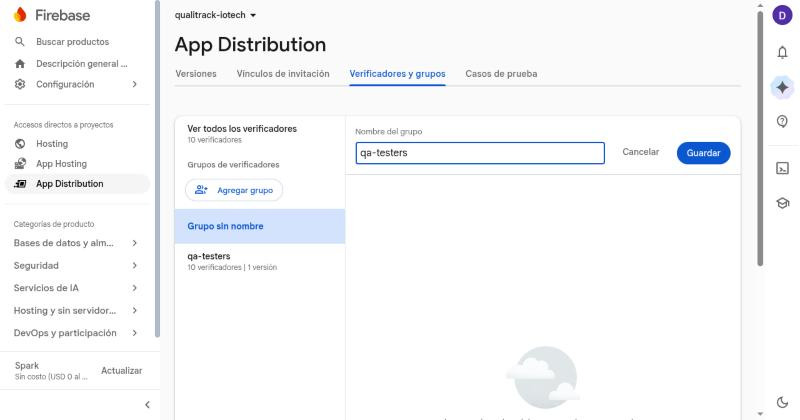 Firebase
Buscar productos
Descripción general ...
Configuración
Accesos directos a proyectos
Hosting
App Hosting
App Distribution
Categorías de producto
Bases de datos y alm...
Seguridad
Servicios de IA
Hosting y sin servidor...
DevOps y participación
Spark
Sin costo (USD 0 al ...
Actualizar
qualitrack-iotech
App Distribution
Versiones
Vínculos de invitación
Verificadores y grupos
Casos de prueba
Ver todos los verificadores
10 verificadores
Grupos de verificadores
Agregar grupo
Grupo sin nombre
qa-testers
10 verificadores | 1 versión
Nombre del grupo
qa-testers
Cancelar
Guardar
D